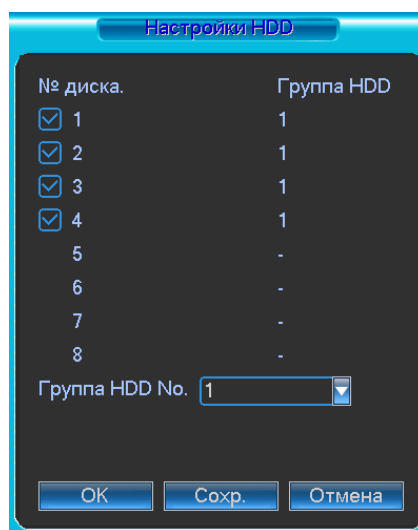 Настройки HDD
№ диска. Группа HDD
1 1
2 1
3 1
4 1
5 -
6 -
7 -
8 -
Группа HDD No. 1
OK Сохр. Отмена